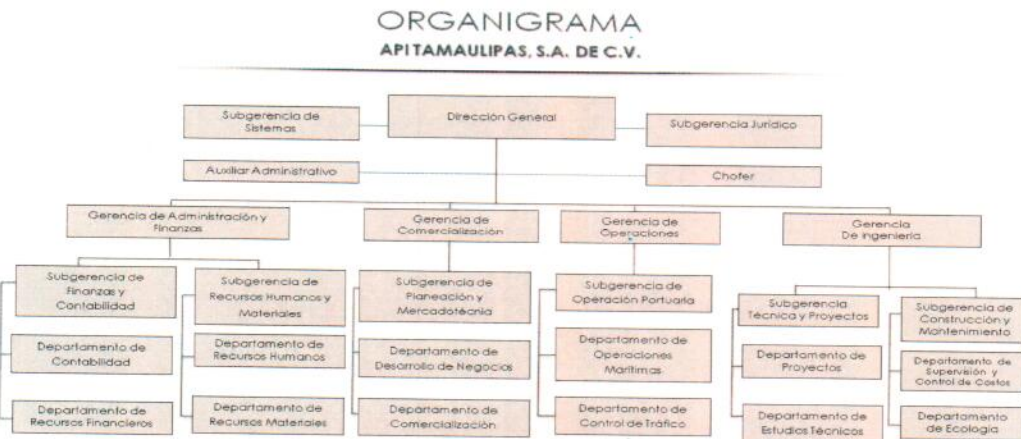 ORGANIGRAMA
API TAMAULIPAS, S.A. DE C.V.
Subgerencia de
Sistemas
Dirección General
Subgerencia Jurídico
Auxiliar Administrativo
Chofer
Gerencia de Administración y
Finanzas
Gerencia de
Comercialización
Gerencia de
Operaciones
Gerencia
De Ingeniería
Subgerencia de
Finanzas y
Contabilidad
Subgerencia de
Recursos Humanos y
Materiales
Subgerencia de
Planeación y
Mercadotécnia
Subgerencia de
Operación Portuaria
Subgerencia
Técnica y Proyectos
Subgerencia de
Construcción y
Mantenimiento
Departamento de
Contabilidad
Departamento de
Recursos Humanos
Departamento de
Desarrollo de Negocios
Departamento de
Operaciones
Marítimas
Departamento de
Proyectos
Departamento de
Supervisión y
Control de Costos
Departamento de
Recursos Financieros
Departamento de
Recursos Materiales
Departamento de
Comercialización
Departamento de
Control de Tráfico
Departamento de
Estudios Técnicos
Departamento
de Ecología